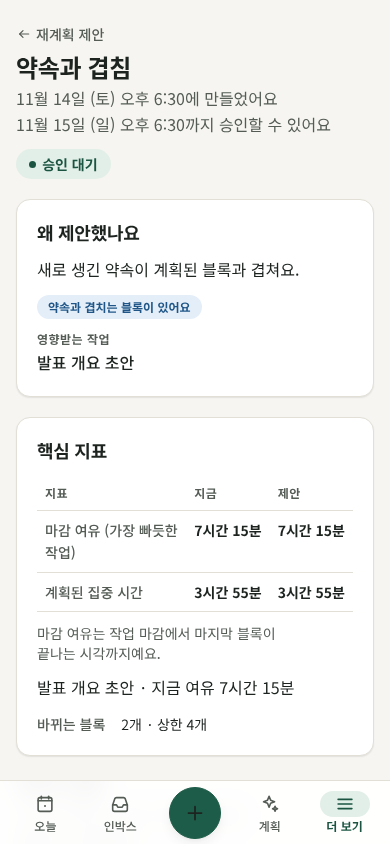 ← 재계획 제안
약속과 겹침
11월 14일 (토) 오후 6:30에 만들었어요
11월 15일 (일) 오후 6:30까지 승인할 수 있어요
승인 대기
왜 제안했나요
새로 생긴 약속이 계획된 블록과 겹쳐요.
약속과 겹치는 블록이 있어요
영향받는 작업
발표 개요 초안
핵심 지표
지표 지금 제안
마감 여유 (가장 빠듯한 7시간 15분 7시간 15분
작업)
계획된 집중 시간 3시간 55분 3시간 55분
마감 여유는 작업 마감에서 마지막 블록이
끝나는 시각까지예요.
발표 개요 초안 · 지금 여유 7시간 15분
바뀌는 블록 2개 · 상한 4개
오늘 인박스 계획 더 보기